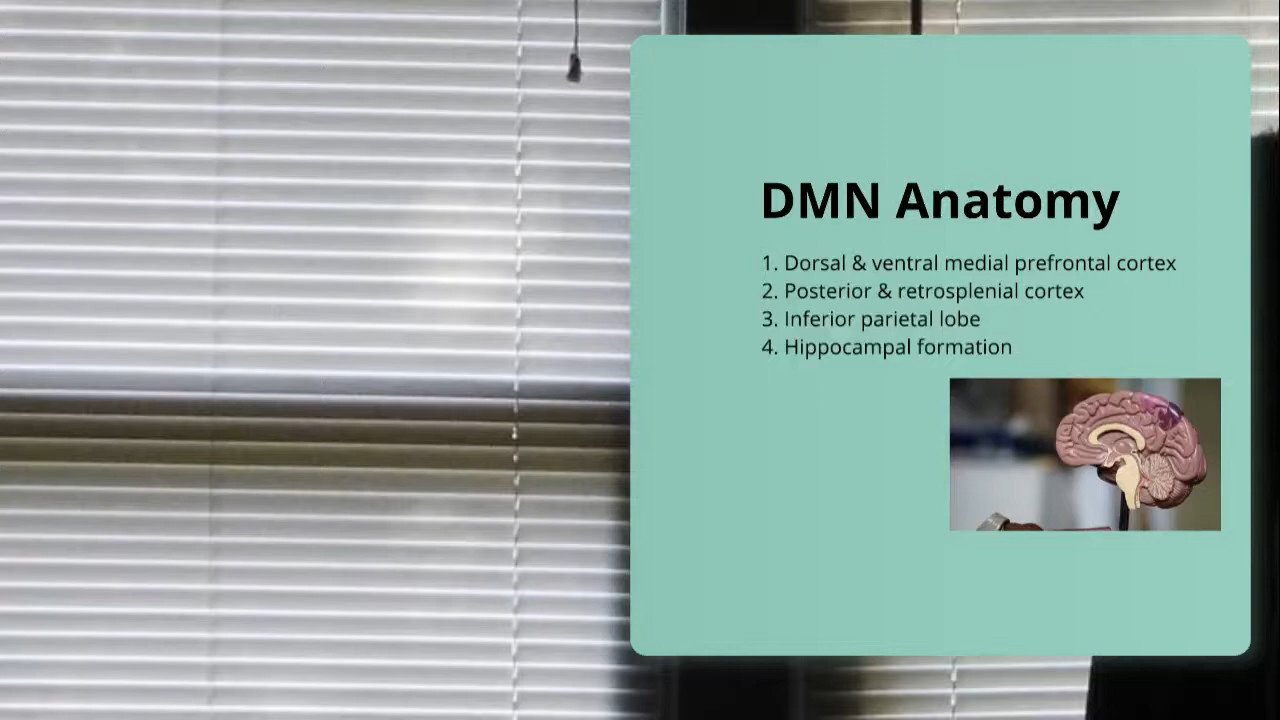 DMN Anatomy
1. Dorsal & ventral medial prefrontal cortex
2. Posterior & retrosplenial cortex
3. Inferior parietal lobe
4. Hippocampal formation